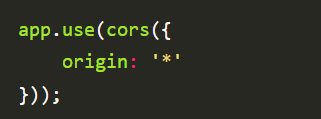 app.use(cors({
    origin: '*'
}));